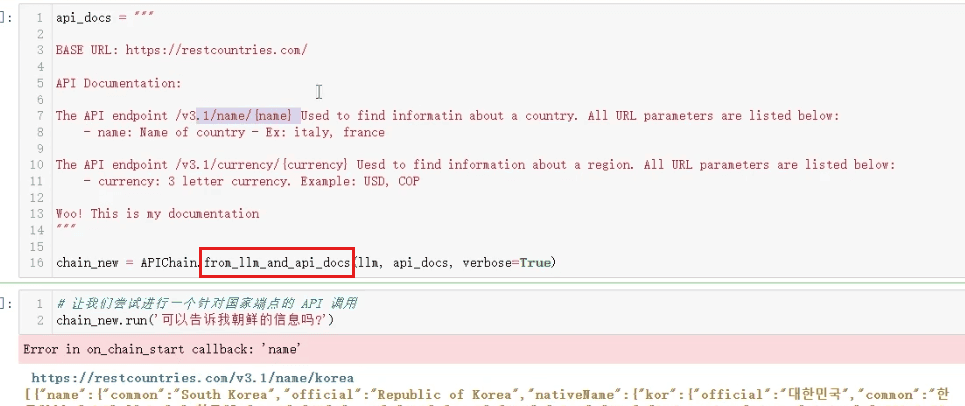 ]: 1 api_docs = """
2
3 BASE URL: https://restcountries.com/
4
5 API Documentation:
6
7 The API endpoint /v3.1/name/{name} Used to find informatin about a country. All URL parameters are listed below:
8 - name: Name of country - Ex: italy, france
9
10 The API endpoint /v3.1/currency/{currency} Uesd to find information about a region. All URL parameters are listed below:
11 - currency: 3 letter currency. Example: USD, COP
12
13 Woo! This is my documentation
14 """
15
16 chain_new = APIChain.from_llm_and_api_docs(llm, api_docs, verbose=True)
]: 1 # 让我们尝试进行一个针对国家端点的 API 调用
2 chain_new.run('可以告诉我朝鲜的信息吗?')
Error in on_chain_start callback: 'name'
https://restcountries.com/v3.1/name/korea
[{"name":{"common":"South Korea","official":"Republic of Korea","nativeName":{"kor":{"official":"대한민국","common":"한